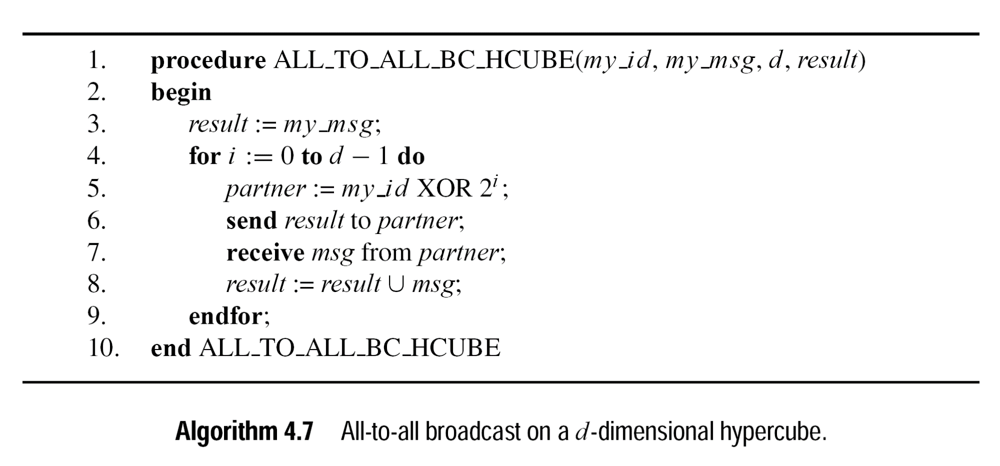 1. procedure ALL_TO_ALL_BC_HCUBE(my_id, my_msg, d, result)
2. begin
3. result := my_msg;
4. for i := 0 to d − 1 do
5. partner := my_id XOR 2^i;
6. send result to partner;
7. receive msg from partner;
8. result := result ∪ msg;
9. endfor;
10. end ALL_TO_ALL_BC_HCUBE
Algorithm 4.7 All-to-all broadcast on a d-dimensional hypercube.